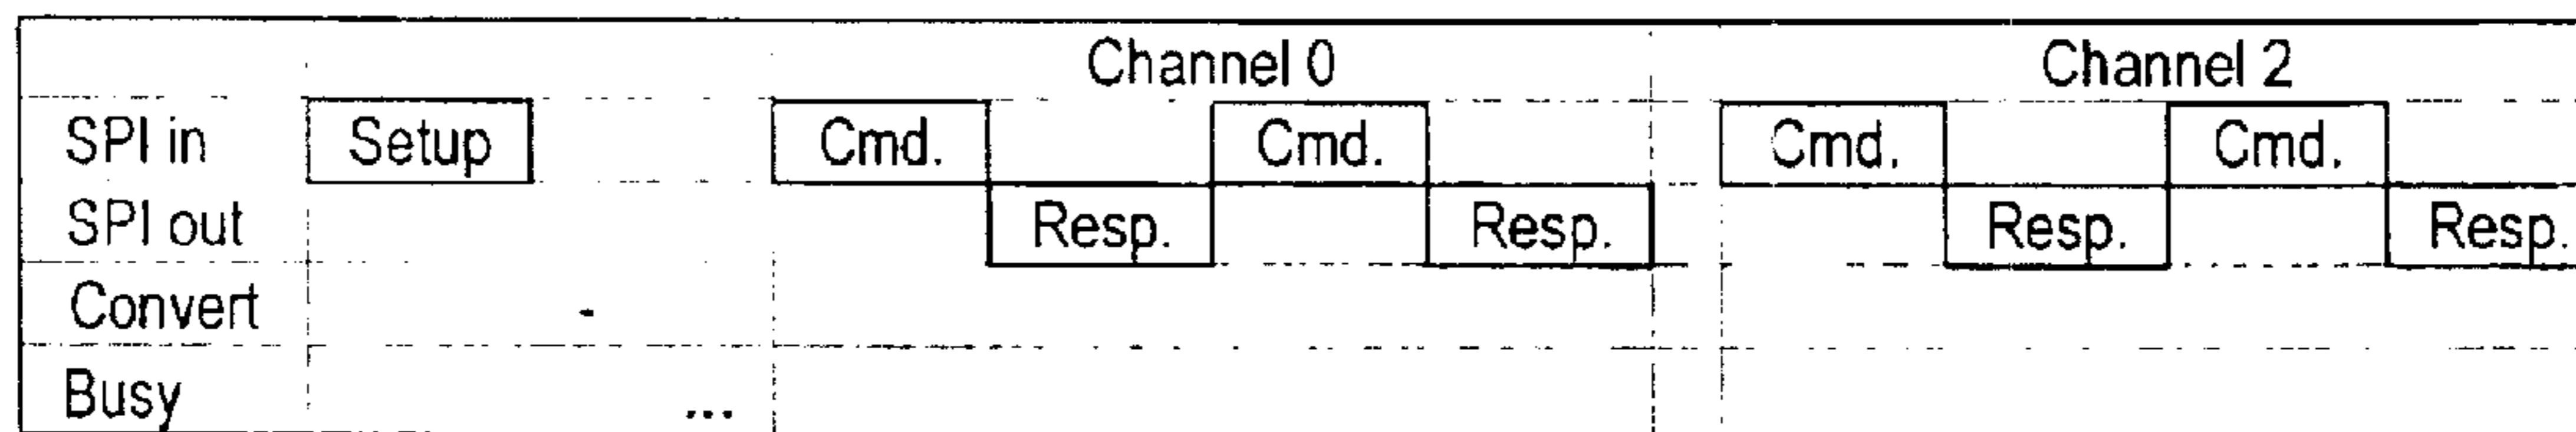 Channel 0 Channel 2
SPI in Setup Cmd. Cmd. Cmd. Cmd.
SPI out Resp. Resp. Resp. Resp.
Convert -
Busy ...